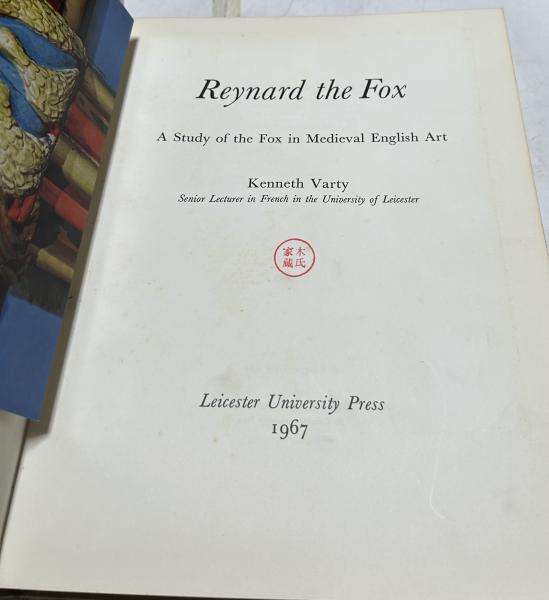 Reynard the Fox
A Study of the Fox in Medieval English Art
Kenneth Varty
Senior Lecturer in French in the University of Leicester
木氏
家蔵
Leicester University Press
1967